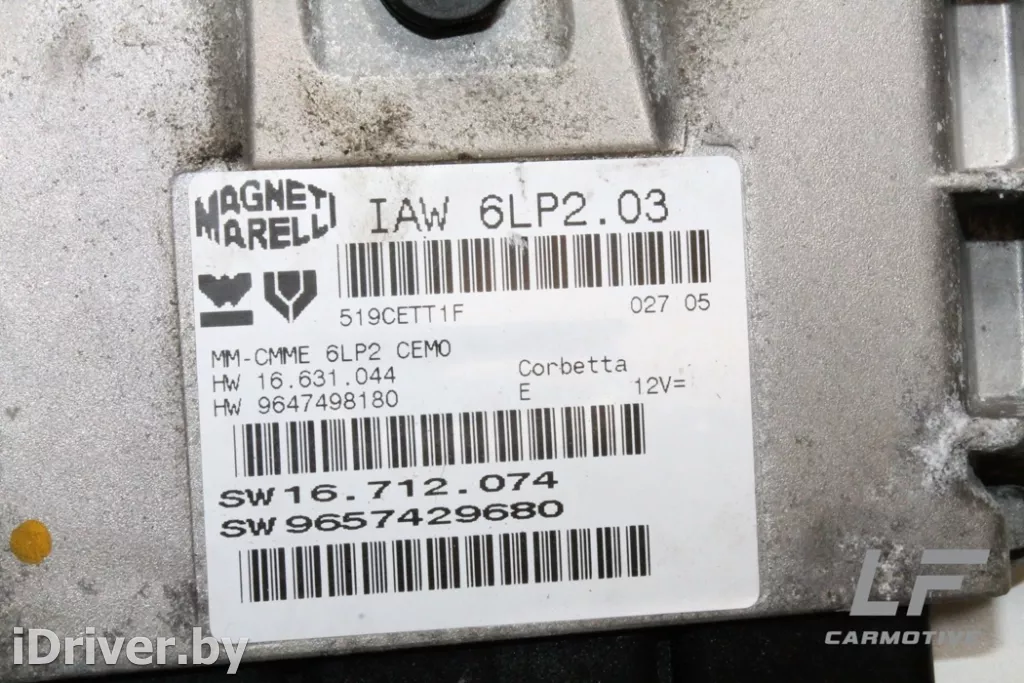 MAGNETI
MARELLI
IAW 6LP2.03
519CETT1F 027 05
MM-CMME 6LP2 CEMO
HW 16.631.044 Corbetta
HW 9647498180 E 12V=
SW 16.712.074
SW 9657429680
LF
CARMOTIVE
iDriver.by